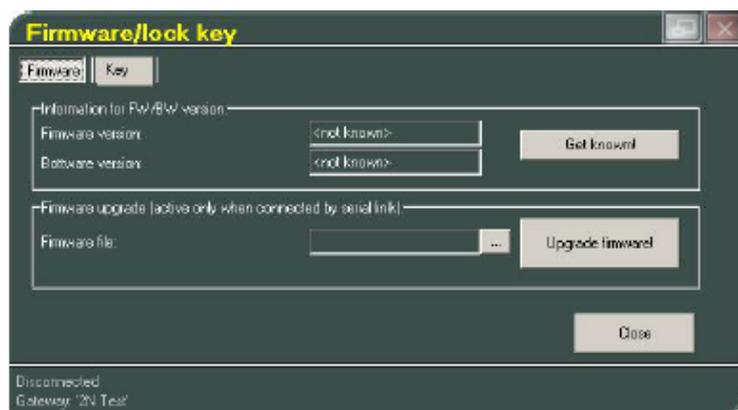 Firmware/lock key
Firmware Key
Information for FW/BW version:
Firmware version: <not known>
Get known!
Bottware version: <not known>
Firmware upgrade (active only when connected by serial link):
Firmware file: ... Upgrade firmware!
Close
Disconnected
Gateway: '2N Test'